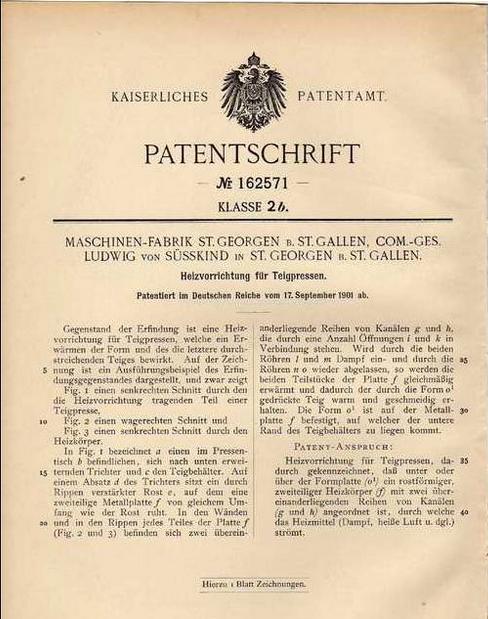 KAISERLICHES PATENTAMT.
PATENTSCHRIFT
— № 162571 —
KLASSE 2b.
MASCHINEN-FABRIK ST. GEORGEN B. ST. GALLEN, COM.-GES.
LUDWIG VON SÜSSKIND IN ST. GEORGEN B. ST. GALLEN.
Heizvorrichtung für Teigpressen.
Patentiert im Deutschen Reiche vom 17. September 1901 ab.
Gegenstand der Erfindung ist eine Heiz-
vorrichtung für Teigpressen, welche ein Er-
wärmen der Form und des die letztere durch-
streichenden Teiges bewirkt. Auf der Zeich-
5 nung ist ein Ausführungsbeispiel des Erfin-
dungsgegenstandes dargestellt, und zwar zeigt
Fig. 1 einen senkrechten Schnitt durch den
die Heizvorrichtung tragenden Teil einer
Teigpresse,
10 Fig. 2 einen wagerechten Schnitt und
Fig. 3 einen senkrechten Schnitt durch den
Heizkörper.
In Fig. 1 bezeichnet a einen im Pressen-
tisch b befindlichen, sich nach unten erwei-
15 ternden Trichter und c den Teigbehälter. Auf
einem Absatz d des Trichters sitzt ein durch
Rippen verstärkter Rost e, auf dem eine
zweiteilige Metallplatte f von gleichem Um-
fang wie der Rost ruht. In den Wänden
20 und in den Rippen jedes Teiles der Platte f
(Fig. 2 und 3) befinden sich zwei überein-
anderliegende Reihen von Kanälen g und h,
die durch eine Anzahl Öffnungen i und k in
Verbindung stehen. Wird durch die beiden
Röhren l und m Dampf ein- und durch die 25
Röhren n o wieder abgelassen, so werden die
beiden Teilstücke der Platte f gleichmäßig
erwärmt und dadurch der durch die Form o¹
gedrückte Teig warm und geschmeidig er-
halten. Die Form o¹ ist auf der Metall- 30
platte f befestigt, auf welcher der untere
Rand des Teigbehälters zu liegen kommt.
PATENT-ANSPRUCH:
Heizvorrichtung für Teigpressen, da- 35
durch gekennzeichnet, daß unter oder
über der Formplatte (o¹) ein rostförmiger,
zweiteiliger Heizkörper (f) mit zwei über-
einanderliegenden Reihen von Kanälen
(g und h) angeordnet ist, durch welche 40
das Heizmittel (Dampf, heiße Luft u. dgl.)
strömt.
Hierzu 1 Blatt Zeichnungen.